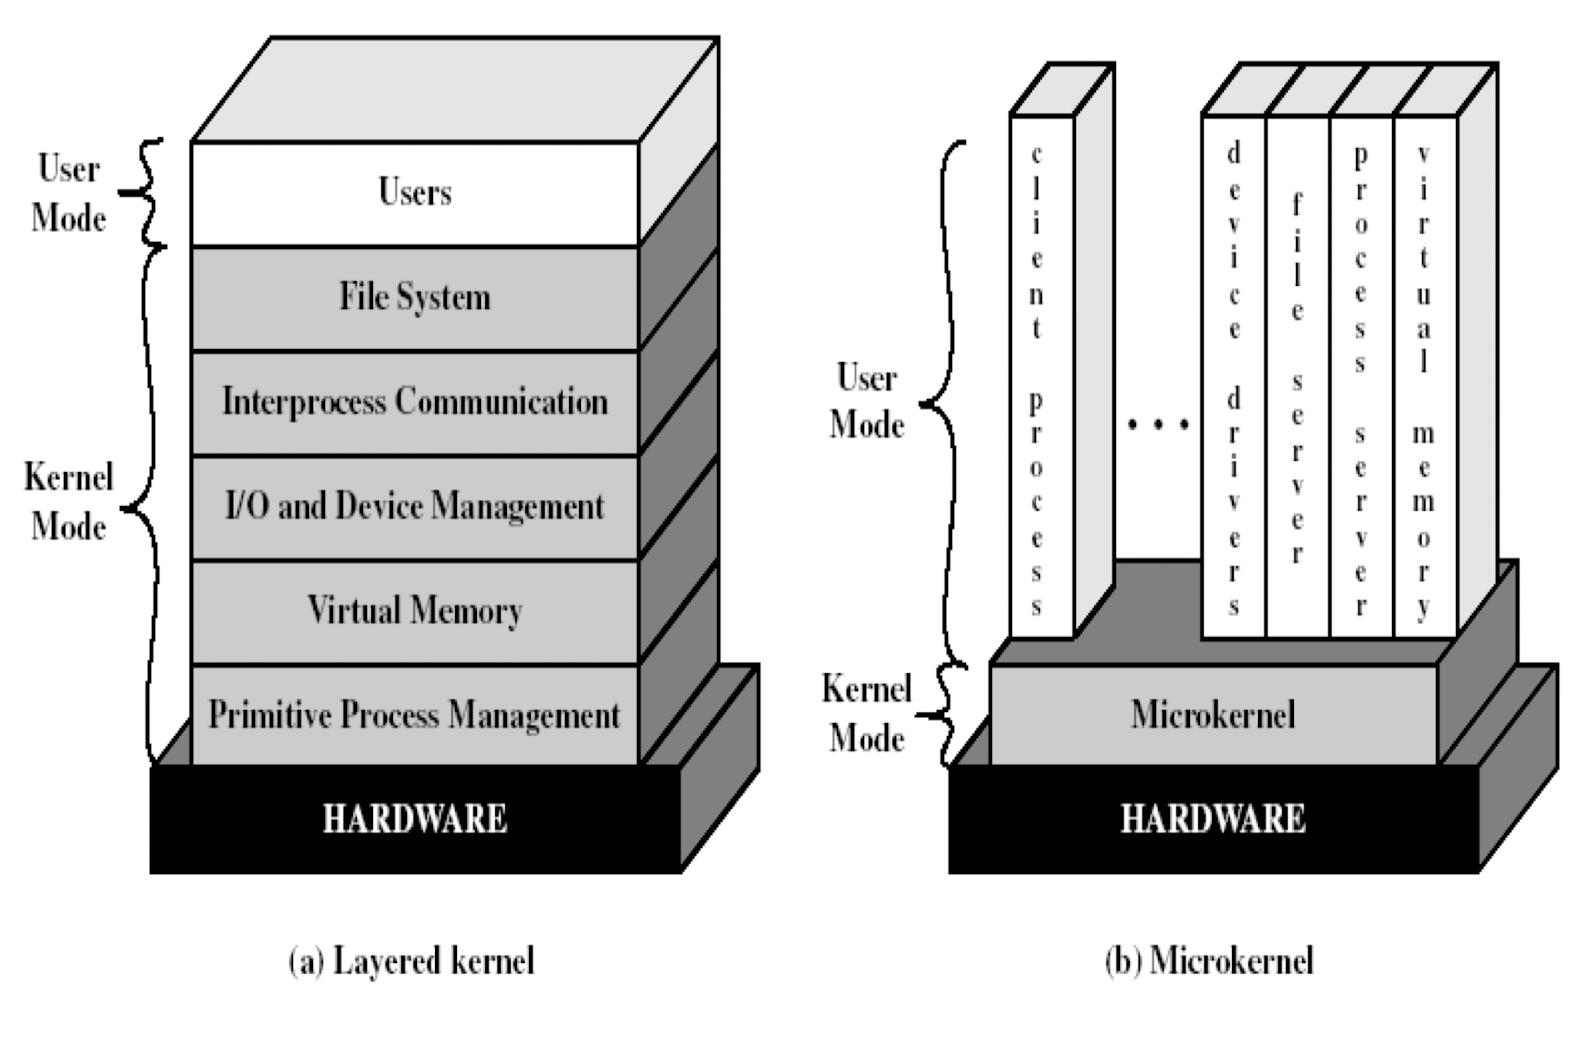 User
Mode
Users
File System
Interprocess Communication
Kernel
Mode
I/O and Device Management
Virtual Memory
Primitive Process Management
HARDWARE
(a) Layered kernel
User
Mode
client process
. . .
device drivers
file server
process server
virtual memory
Kernel
Mode
Microkernel
HARDWARE
(b) Microkernel